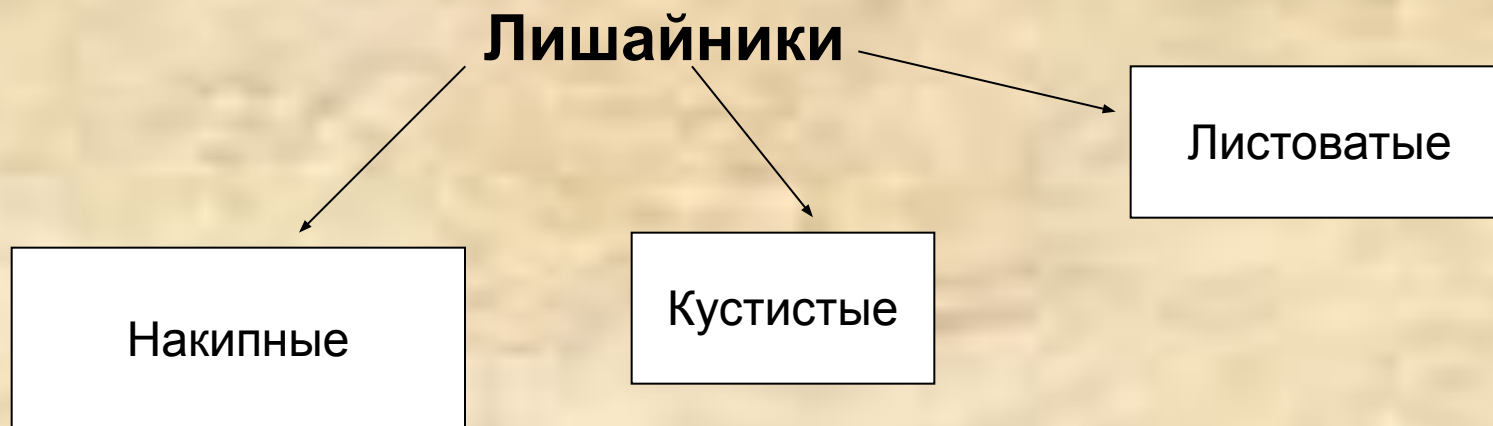 Лишайники
Листоватые
Кустистые
Накипные